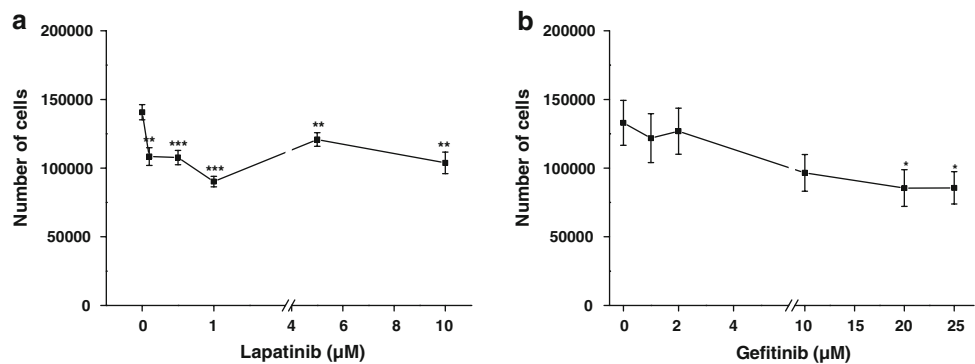 a
200000
150000
100000
50000
0
Number of cells
**
***
***
**
**
0 1 4 6 8 10
Lapatinib (µM)
b
200000
150000
100000
50000
0
Number of cells
*
*
0 2 4 10 15 20 25
Gefitinib (µM)